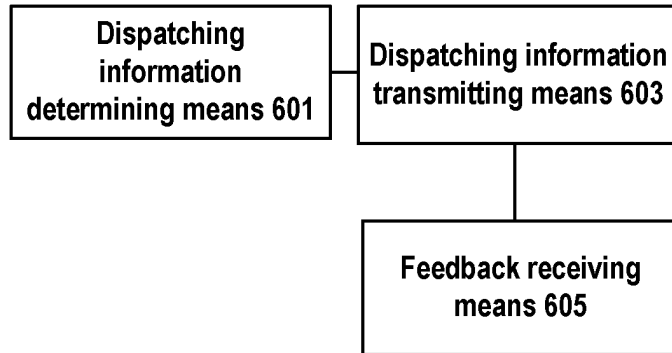 Dispatching
information
determining means 601
Dispatching information
transmitting means 603
Feedback receiving
means 605